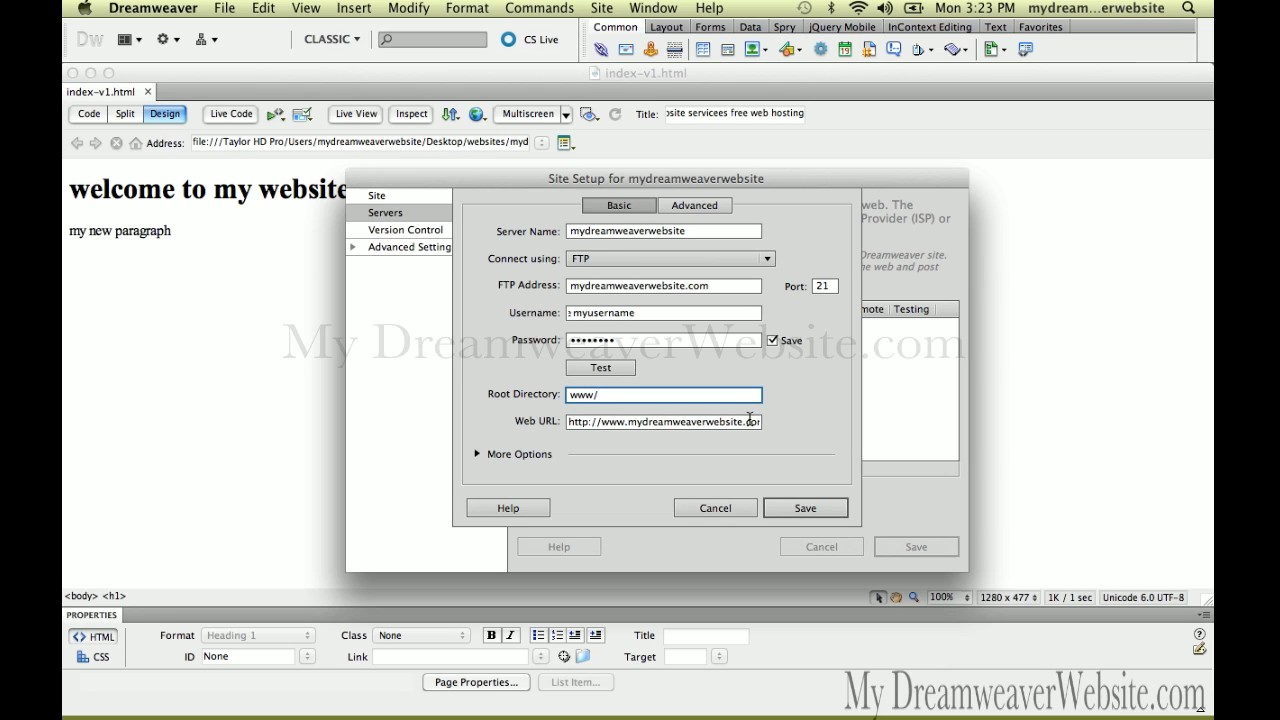 Dreamweaver File Edit View Insert Modify Format Commands Site Window Help Mon 3:23 PM mydream...erwebsite
Dw CLASSIC CS Live
Common Layout Forms Data Spry jQuery Mobile InContext Editing Text Favorites
index-v1.html
index-v1.html
Code Split Design Live Code Live View Inspect Multiscreen Title: site servicees free web hosting
Address: file:///Taylor HD Pro/Users/mydreamweaverwebsite/Desktop/websites/myd
welcome to my website
my new paragraph
Site Setup for mydreamweaverwebsite
Site
Servers
Version Control
Advanced Setting
web. The
Provider (ISP) or
Dreamweaver site.
e web and post
mote Testing
Basic Advanced
Server Name: mydreamweaverwebsite
Connect using: FTP
FTP Address: mydreamweaverwebsite.com Port: 21
Username: myusername
Password: •••••••• Save
My DreamweaverWebsite.com
Test
Root Directory: www/
Web URL: http://www.mydreamweaverwebsite.com
More Options
Help Cancel Save
Help Cancel Save
<body> <h1> 100% 1280 x 477 1K / 1 sec Unicode 6.0 UTF-8
PROPERTIES
<> HTML Format Heading 1 Class None B I Title
CSS ID None Link Target
Page Properties... List Item...
My DreamweaverWebsite.com